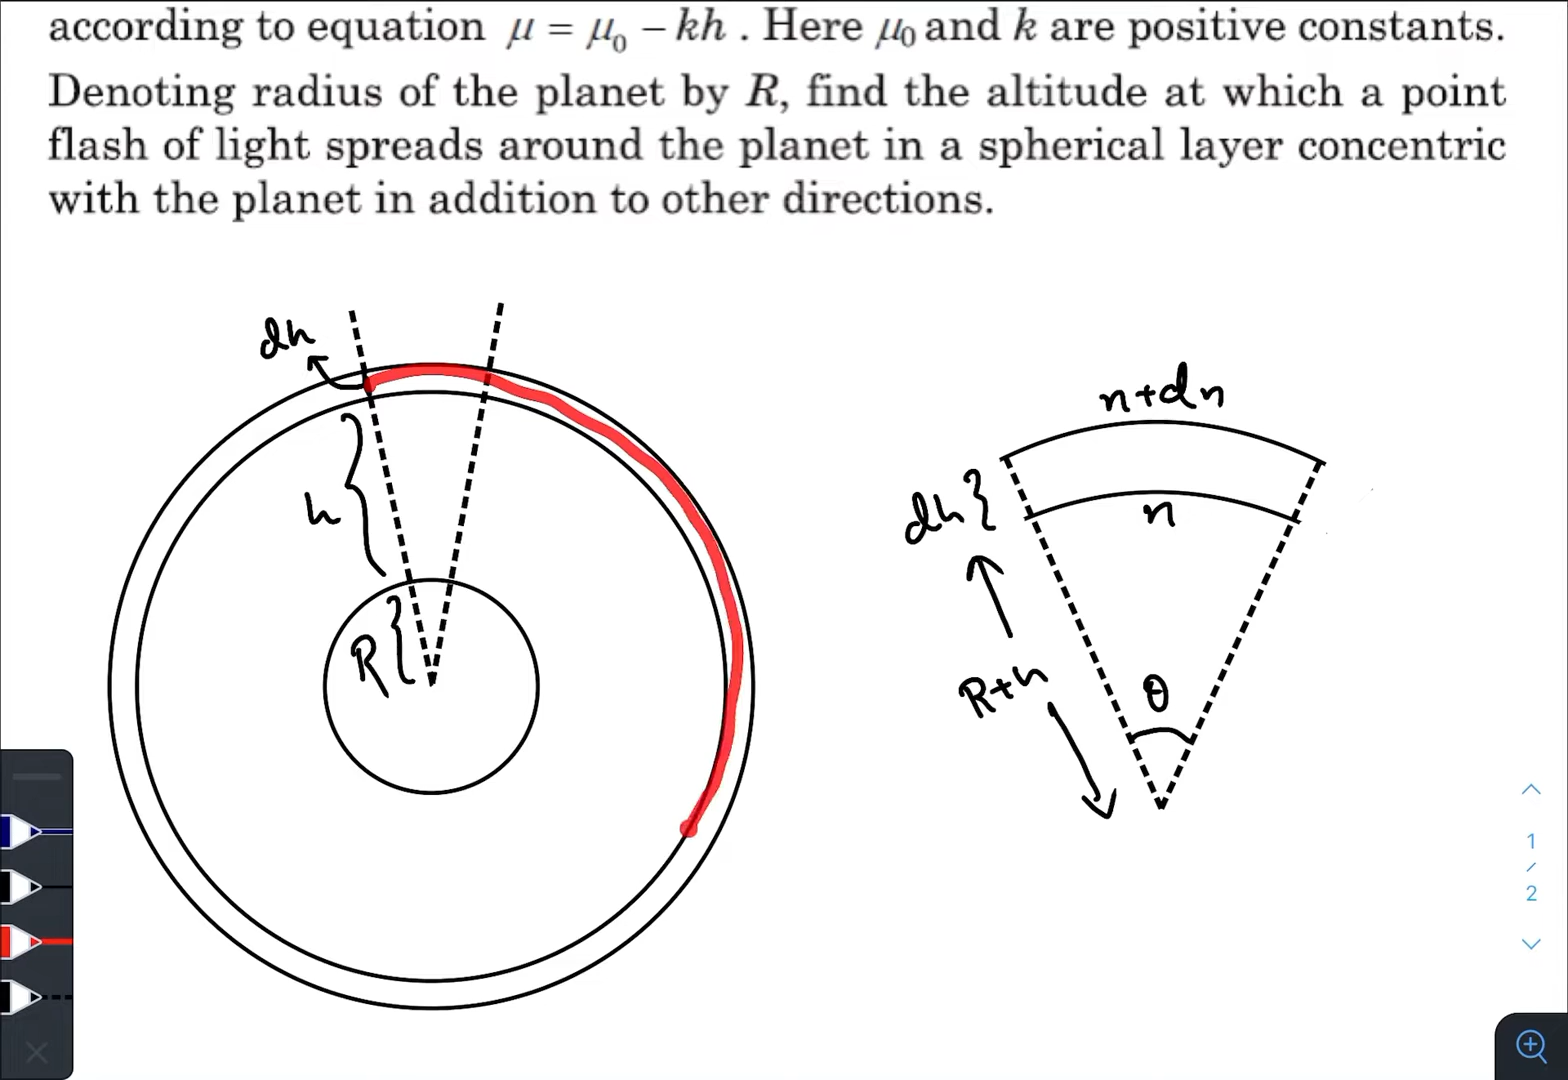 according to equation μ = μ₀ – kh . Here μ₀ and k are positive constants.
Denoting radius of the planet by R, find the altitude at which a point
flash of light spreads around the planet in a spherical layer concentric
with the planet in addition to other directions.
dh
h
R
n+dn
n
dh
R+h
θ
1
/
2